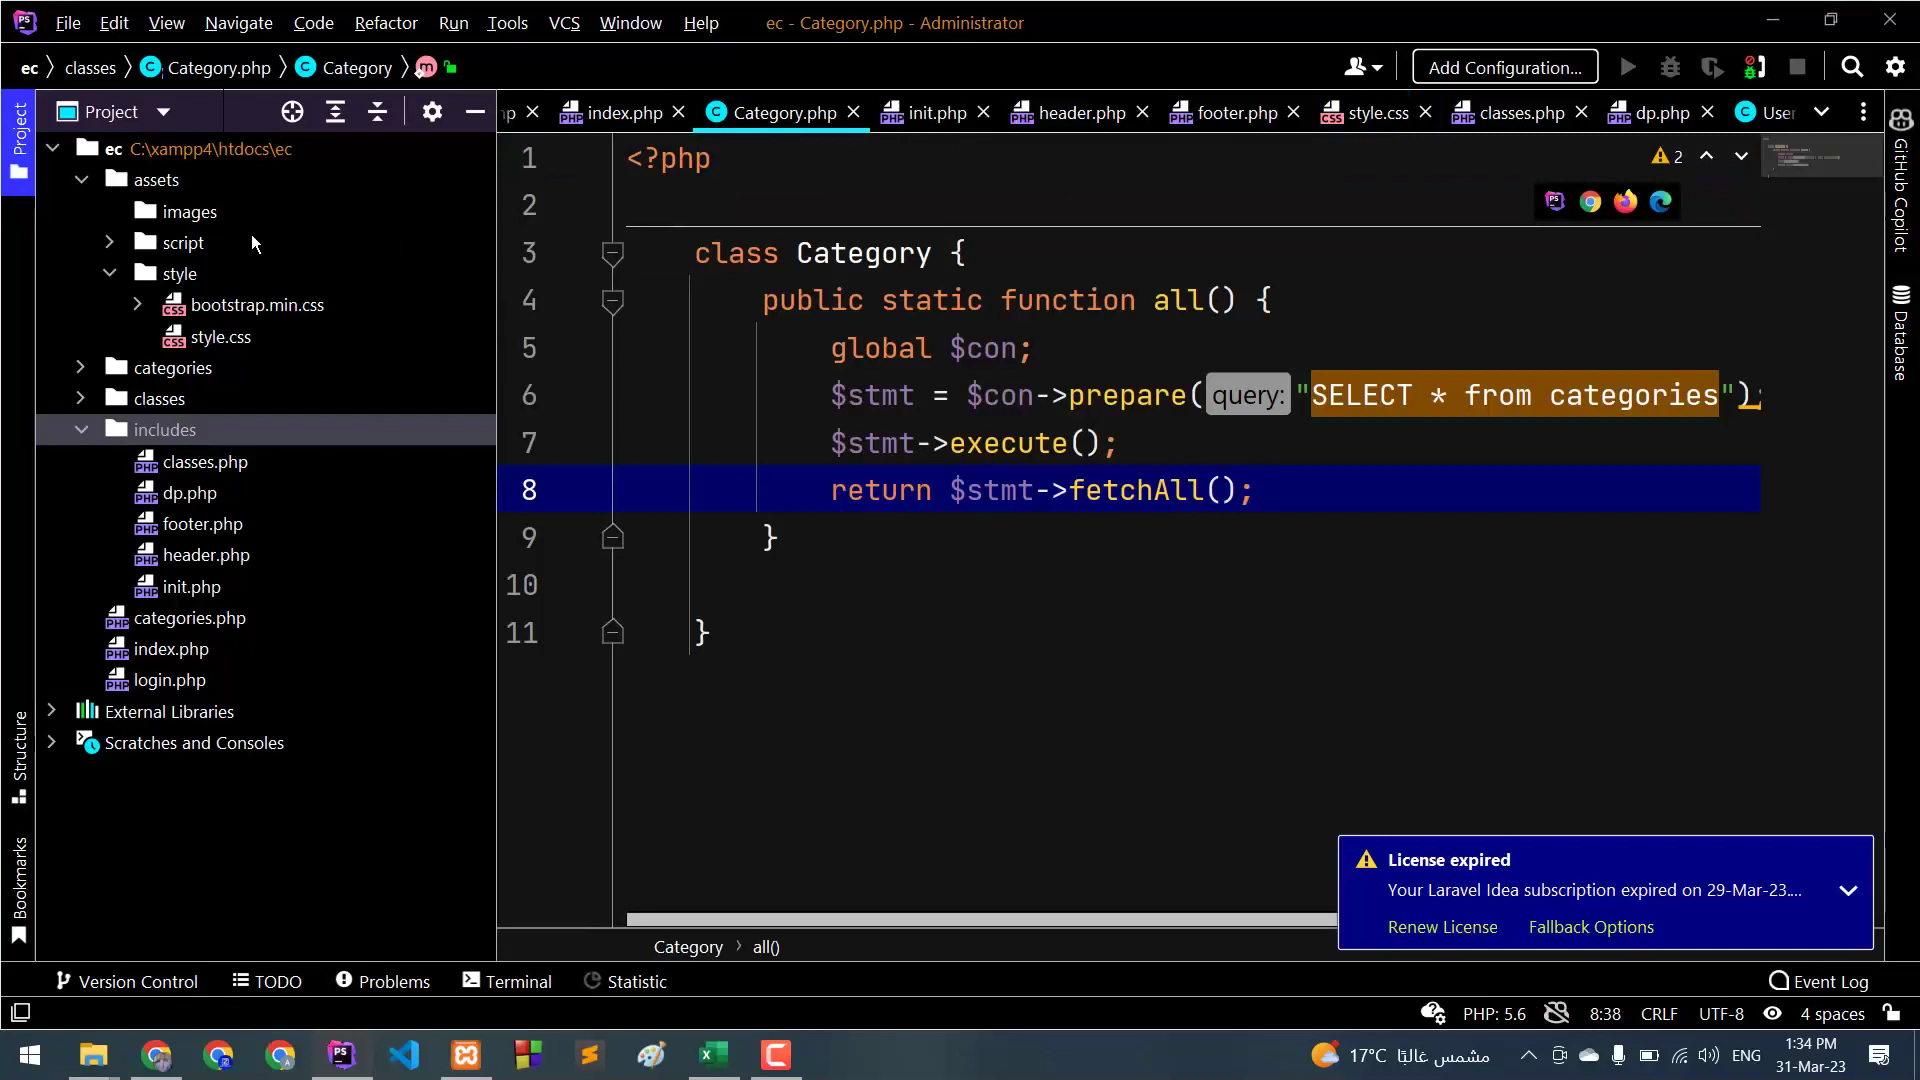 File Edit View Navigate Code Refactor Run Tools VCS Window Help ec - Category.php - Administrator
ec classes Category.php Category m Add Configuration...
Project
index.php Category.php init.php header.php footer.php style.css classes.php dp.php User
ec C:\xampp4\htdocs\ec
assets
images
script
style
bootstrap.min.css
style.css
categories
classes
includes
classes.php
dp.php
footer.php
header.php
init.php
categories.php
index.php
login.php
External Libraries
Scratches and Consoles
Project
Structure
Bookmarks
1 <?php
2
3 class Category {
4 public static function all() {
5 global $con;
6 $stmt = $con->prepare( query: "SELECT * from categories");
7 $stmt->execute();
8 return $stmt->fetchAll();
9 }
10
11 }
2
GitHub Copilot
Database
License expired
Your Laravel Idea subscription expired on 29-Mar-23....
Renew License Fallback Options
Category all()
Version Control TODO Problems Terminal Statistic Event Log
PHP: 5.6 8:38 CRLF UTF-8 4 spaces
17°C مشمس غالبًا ENG 1:34 PM
31-Mar-23